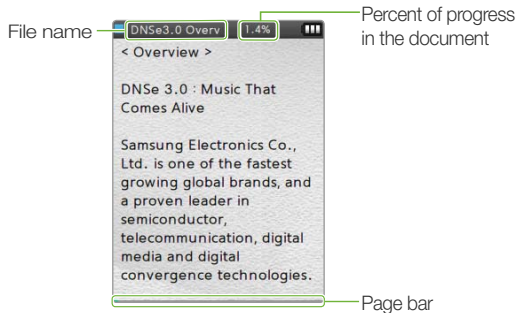 File name
DNSe3.0 Overv 1.4%
Percent of progress
in the document
< Overview >
DNSe 3.0 : Music That
Comes Alive
Samsung Electronics Co.,
Ltd. is one of the fastest
growing global brands, and
a proven leader in
semiconductor,
telecommunication, digital
media and digital
convergence technologies.
Page bar